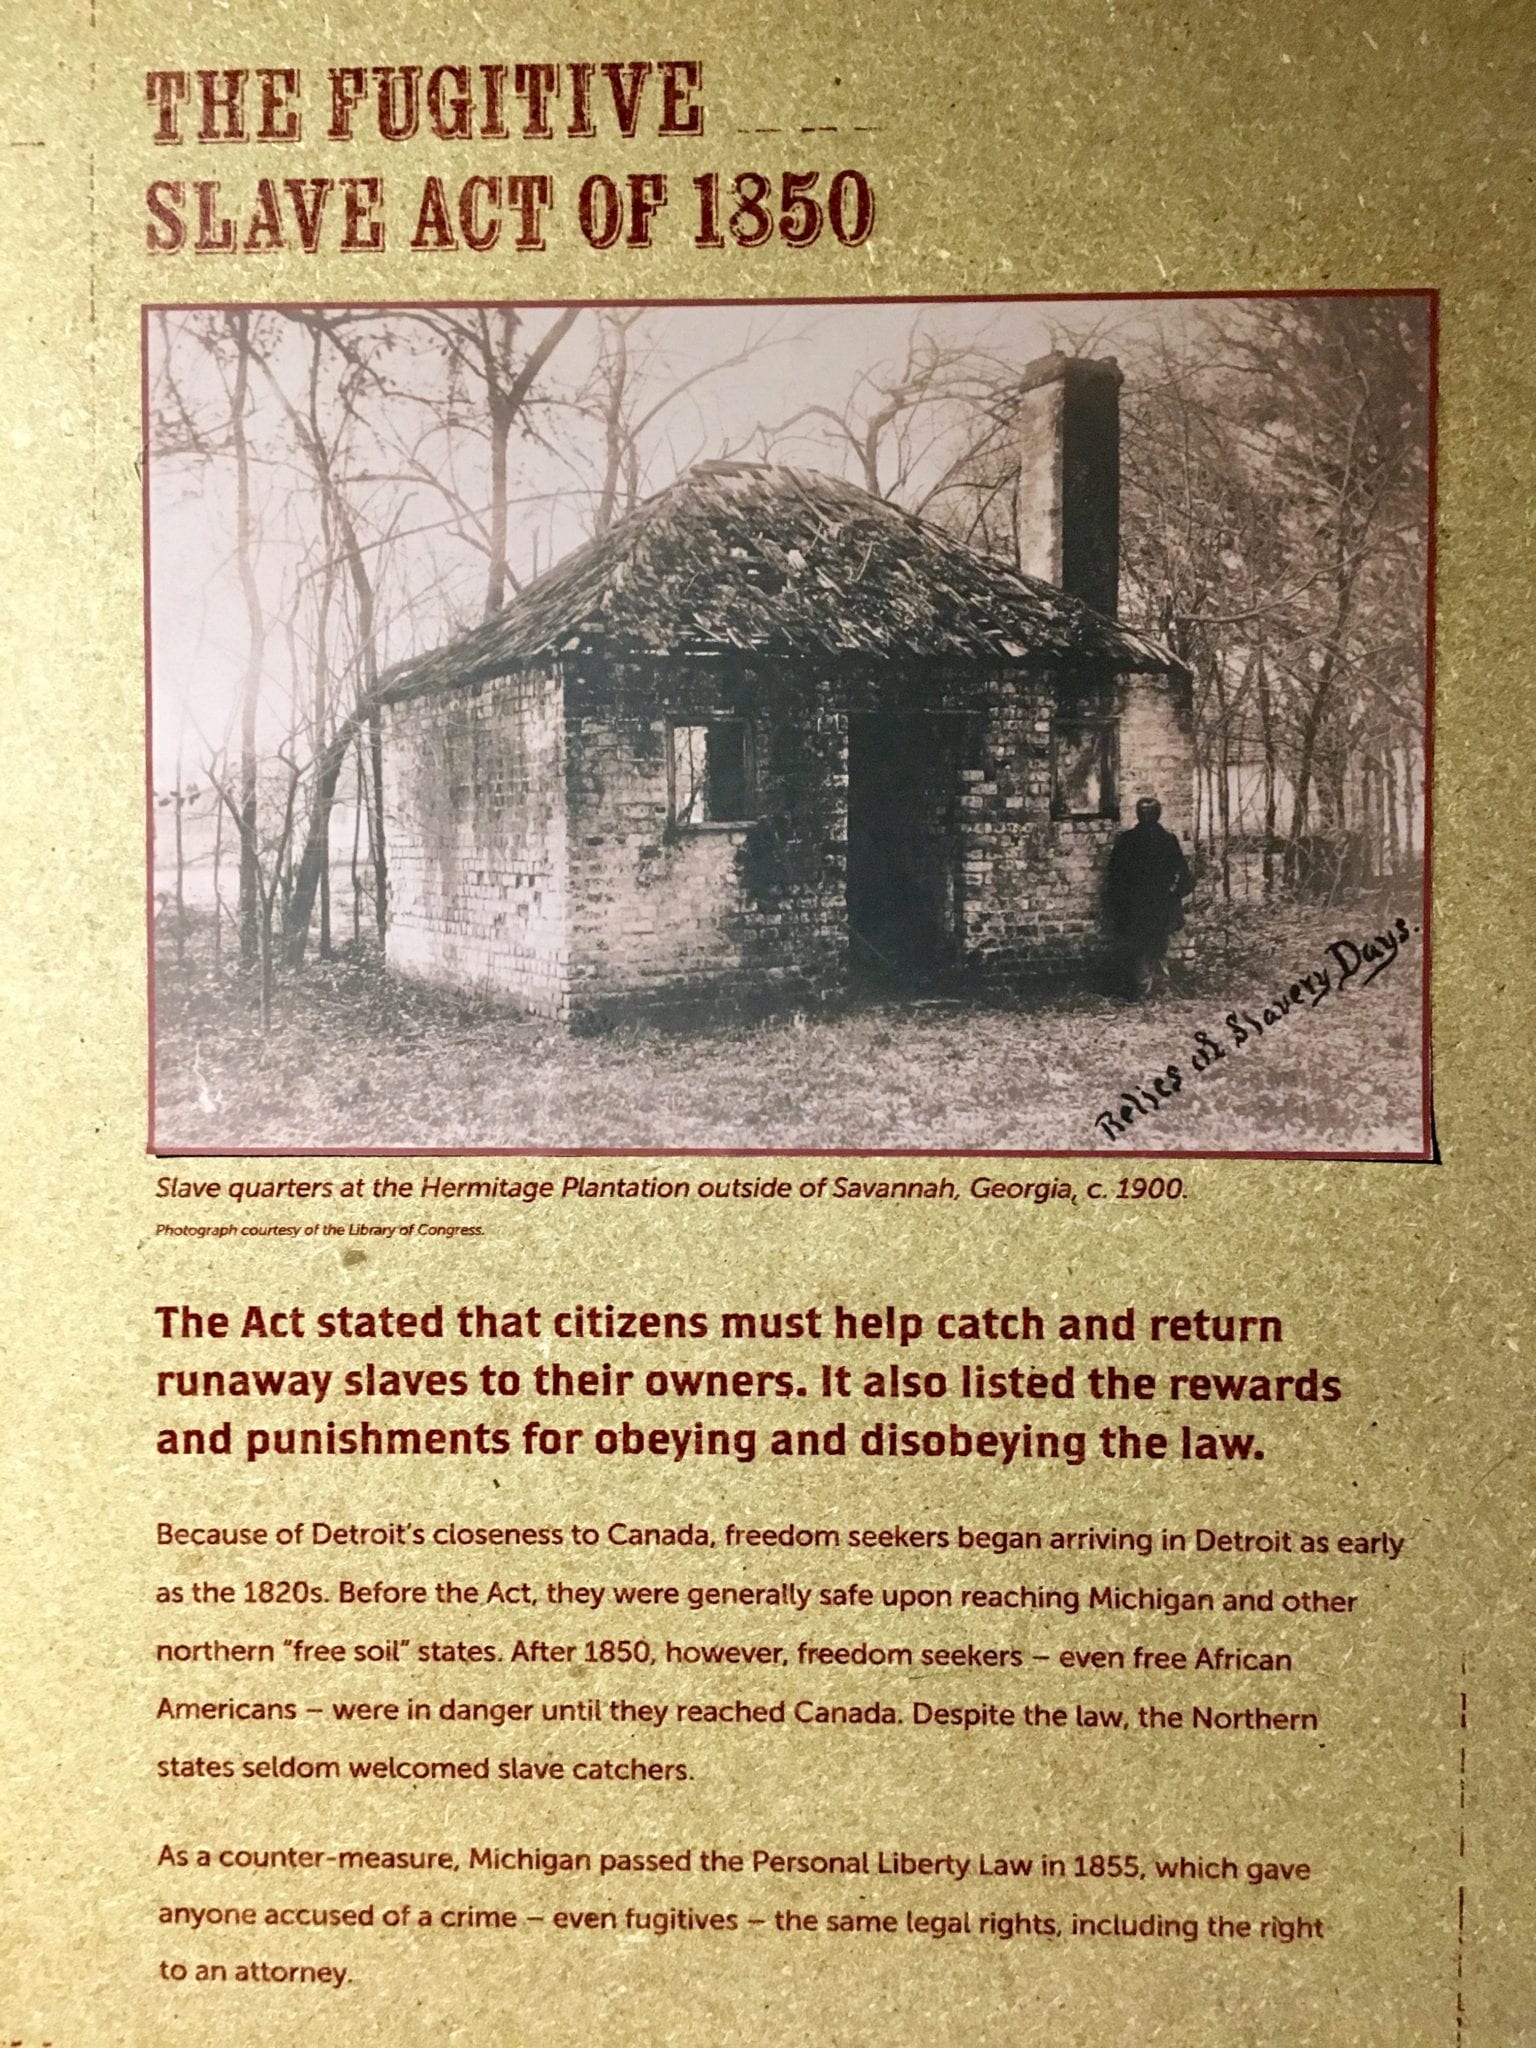 THE FUGITIVE
SLAVE ACT OF 1850
Relics of Slavery Days.
Slave quarters at the Hermitage Plantation outside of Savannah, Georgia, c. 1900.
Photograph courtesy of the Library of Congress.
The Act stated that citizens must help catch and return
runaway slaves to their owners. It also listed the rewards
and punishments for obeying and disobeying the law.
Because of Detroit's closeness to Canada, freedom seekers began arriving in Detroit as early
as the 1820s. Before the Act, they were generally safe upon reaching Michigan and other
northern "free soil" states. After 1850, however, freedom seekers – even free African
Americans – were in danger until they reached Canada. Despite the law, the Northern
states seldom welcomed slave catchers.
As a counter-measure, Michigan passed the Personal Liberty Law in 1855, which gave
anyone accused of a crime – even fugitives – the same legal rights, including the right
to an attorney.